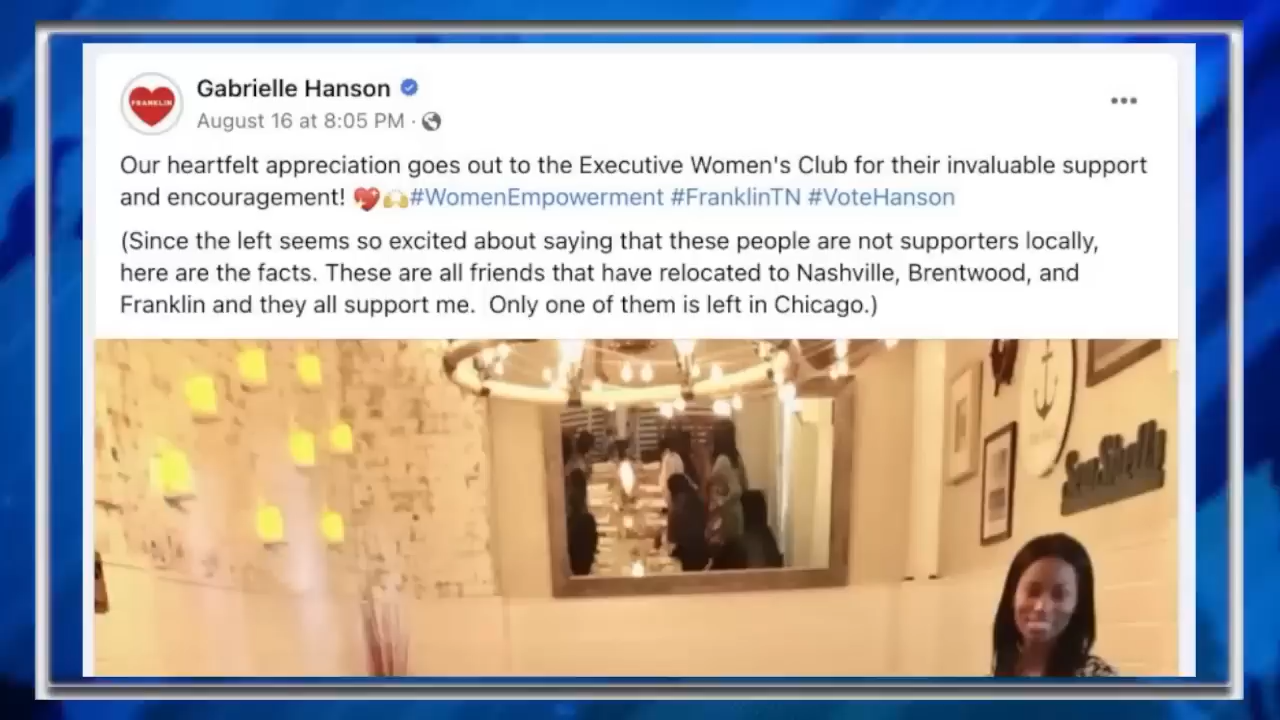 FRANKLIN
Gabrielle Hanson
August 16 at 8:05 PM ·
Our heartfelt appreciation goes out to the Executive Women's Club for their invaluable support
and encouragement! 💖🙌#WomenEmpowerment #FranklinTN #VoteHanson
(Since the left seems so excited about saying that these people are not supporters locally,
here are the facts. These are all friends that have relocated to Nashville, Brentwood, and
Franklin and they all support me.  Only one of them is left in Chicago.)